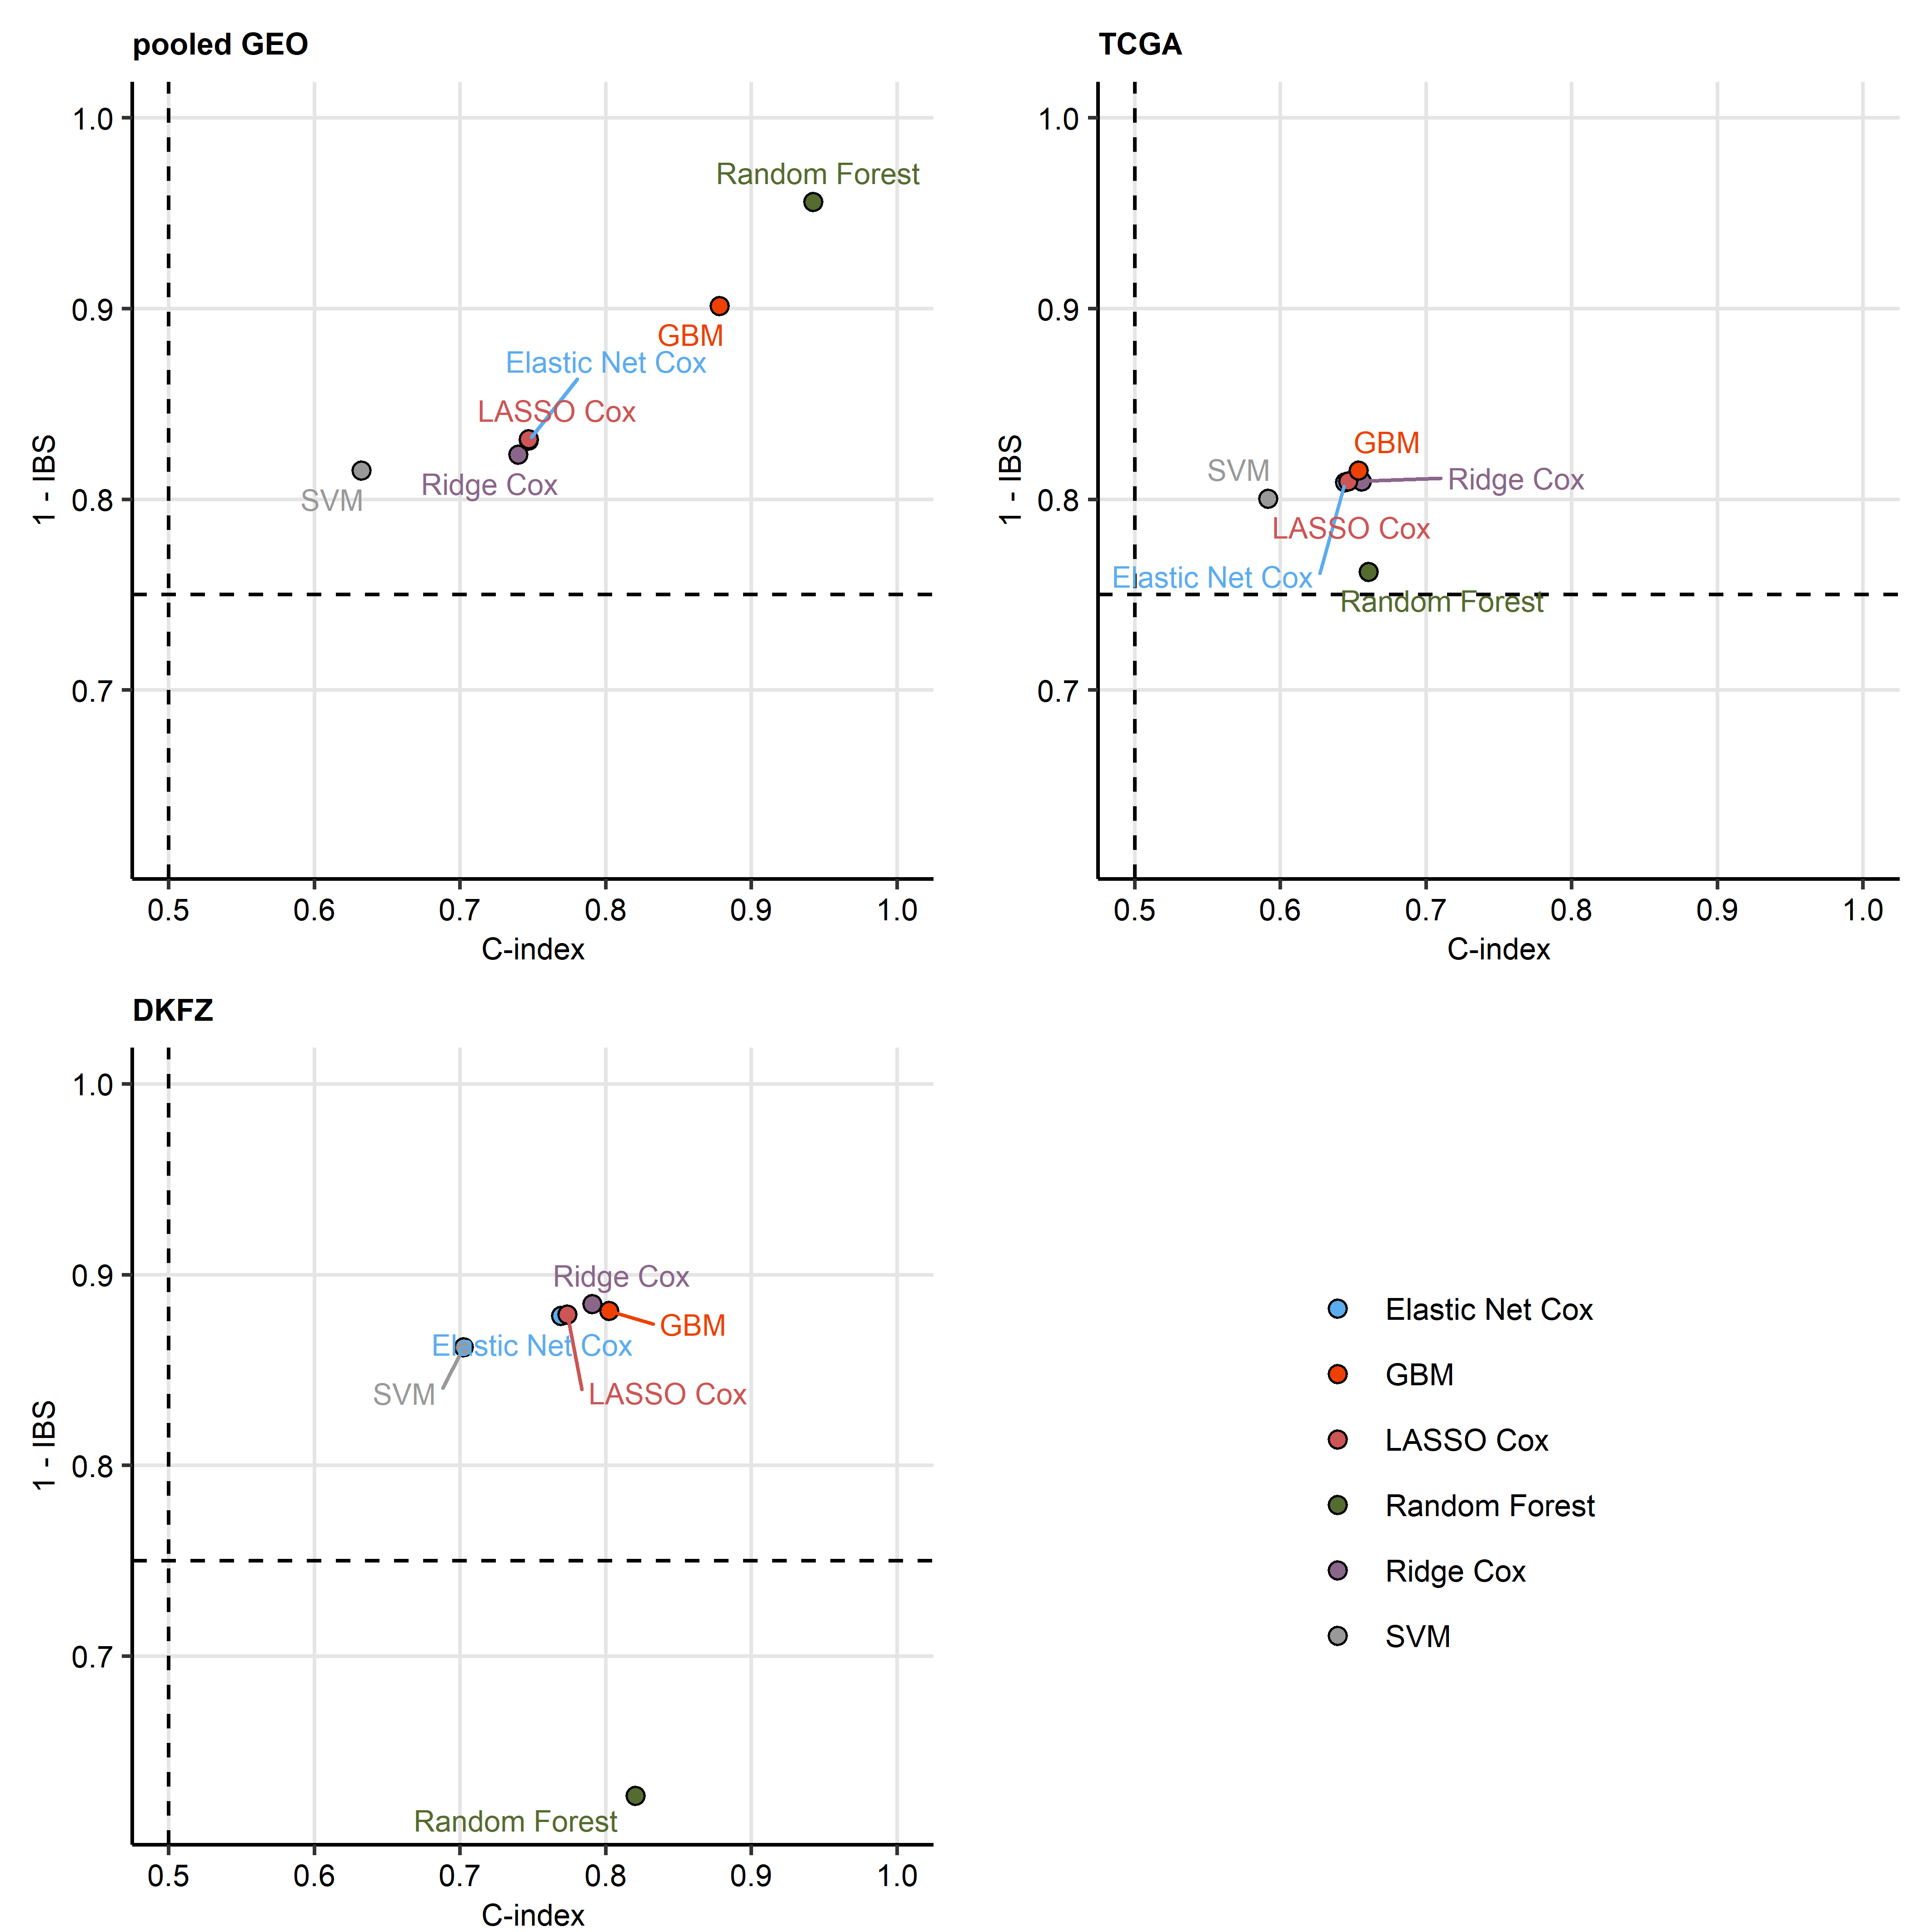 pooled GEO
1 - IBS
1.0
0.9
0.8
0.7
Random Forest
GBM
Elastic Net Cox
LASSO Cox
Ridge Cox
SVM
0.5 0.6 0.7 0.8 0.9 1.0
C-index
TCGA
1 - IBS
1.0
0.9
0.8
0.7
GBM
SVM
Ridge Cox
LASSO Cox
Elastic Net Cox
Random Forest
0.5 0.6 0.7 0.8 0.9 1.0
C-index
DKFZ
1 - IBS
1.0
0.9
0.8
0.7
Ridge Cox
GBM
Elastic Net Cox
SVM
LASSO Cox
Random Forest
0.5 0.6 0.7 0.8 0.9 1.0
C-index
Elastic Net Cox
GBM
LASSO Cox
Random Forest
Ridge Cox
SVM